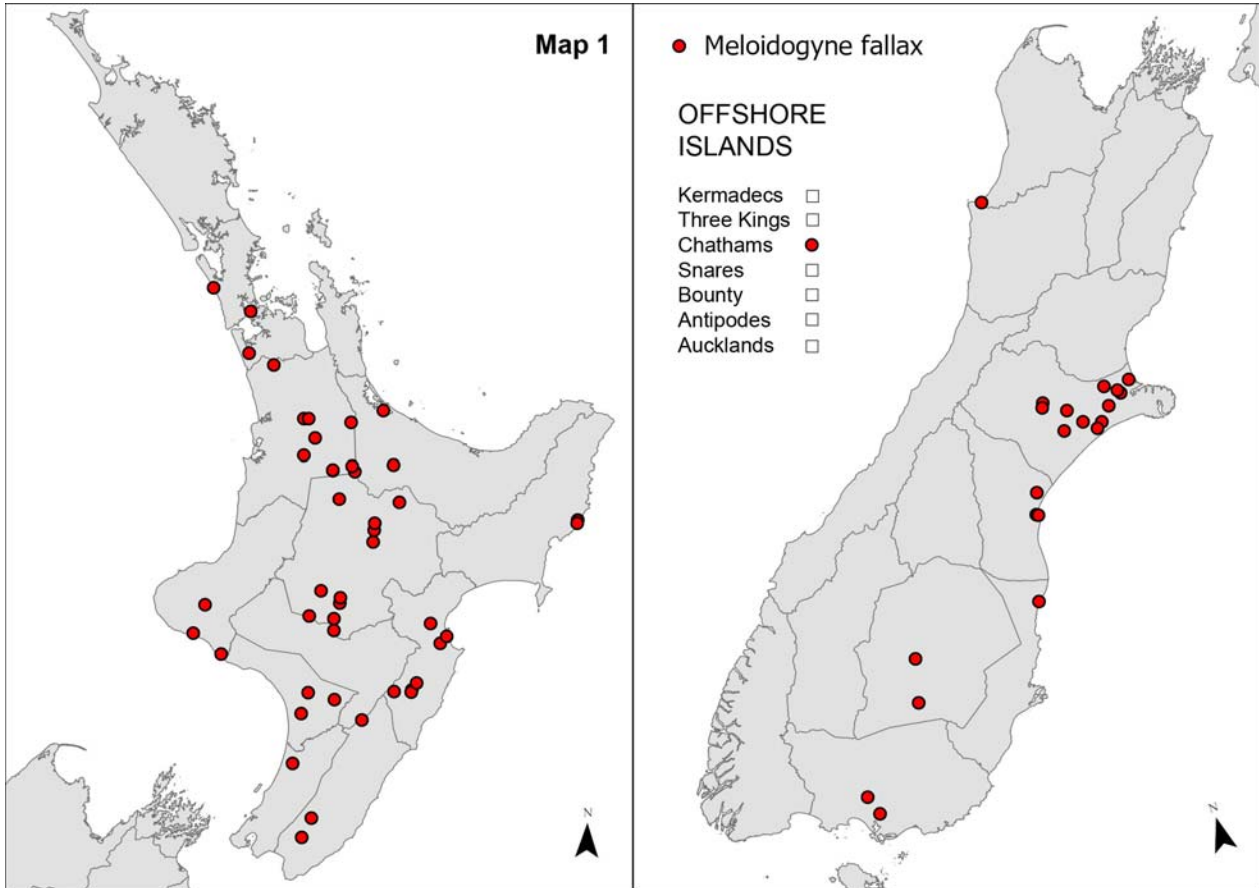 Map 1
Meloidogyne fallax
OFFSHORE
ISLANDS
Kermadecs
Three Kings
Chathams
Snares
Bounty
Antipodes
Aucklands
N
N